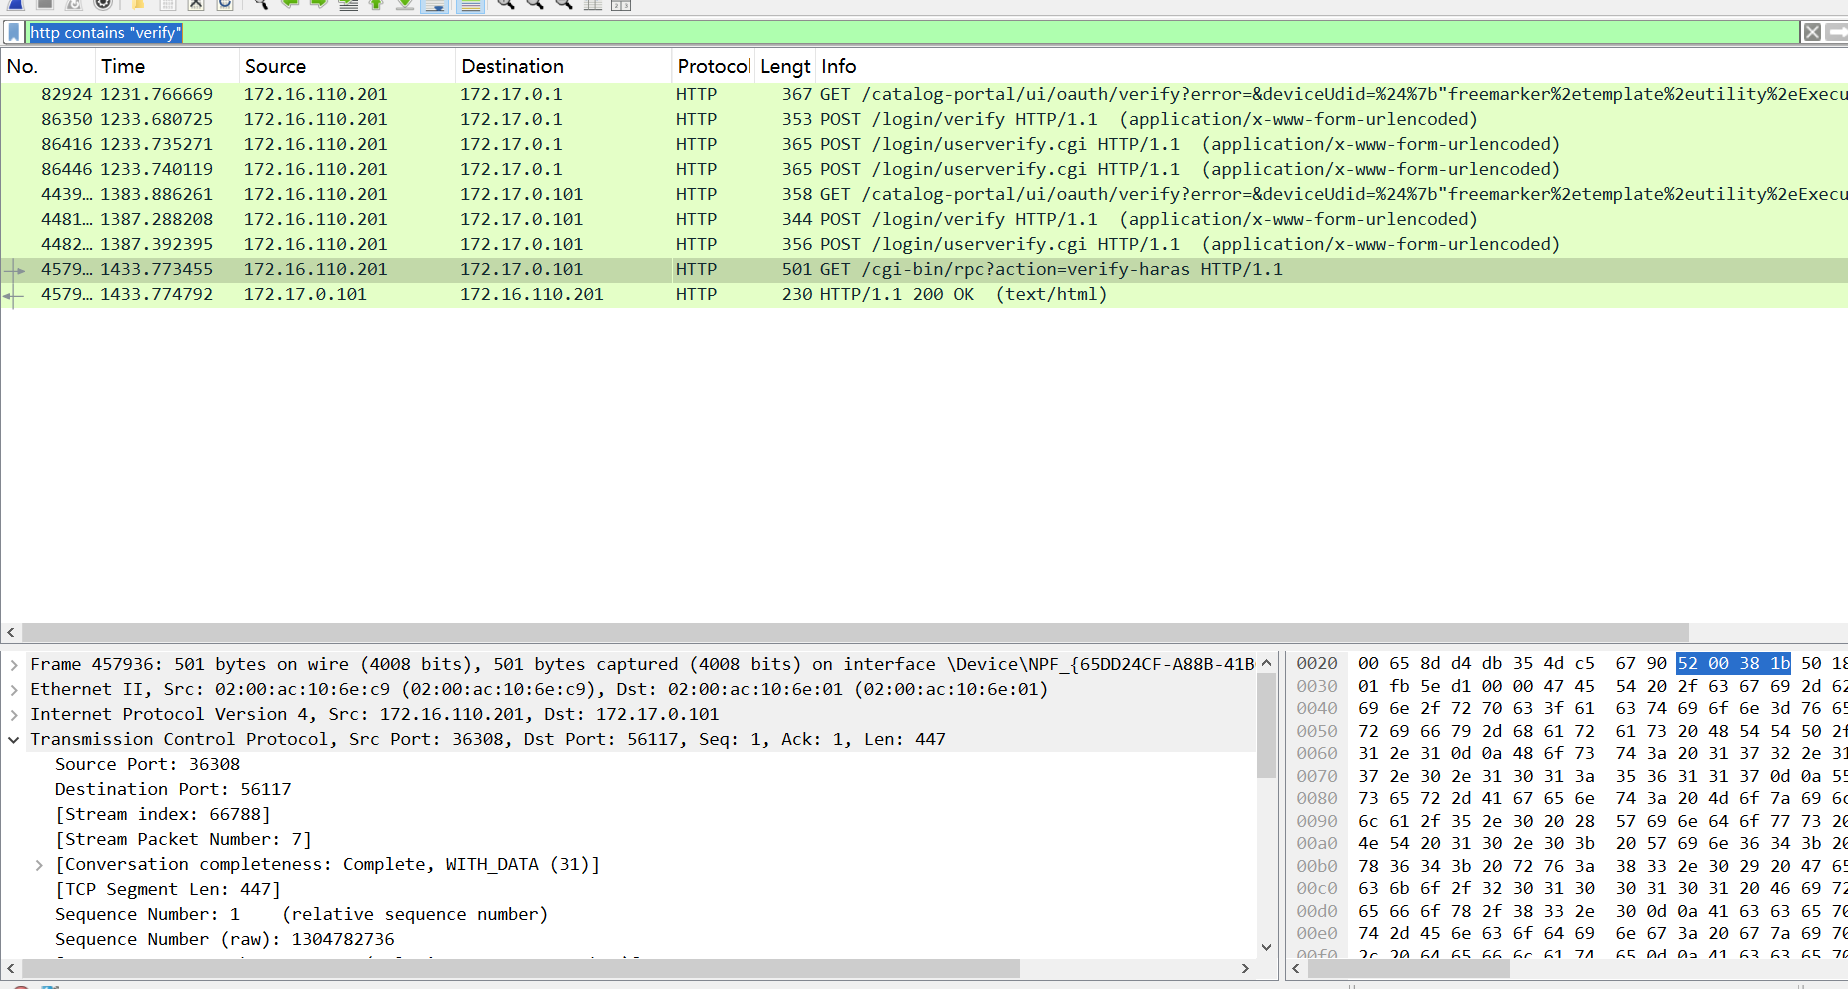 http contains "verify"
No. Time Source Destination Protocol Lengt Info
82924 1231.766669 172.16.110.201 172.17.0.1 HTTP 367 GET /catalog-portal/ui/oauth/verify?error=&deviceUdid=%24%7b"freemarker%2etemplate%2eutility%2eExecu
86350 1233.680725 172.16.110.201 172.17.0.1 HTTP 353 POST /login/verify HTTP/1.1 (application/x-www-form-urlencoded)
86416 1233.735271 172.16.110.201 172.17.0.1 HTTP 365 POST /login/userverify.cgi HTTP/1.1 (application/x-www-form-urlencoded)
86446 1233.740119 172.16.110.201 172.17.0.1 HTTP 365 POST /login/userverify.cgi HTTP/1.1 (application/x-www-form-urlencoded)
4439… 1383.886261 172.16.110.201 172.17.0.101 HTTP 358 GET /catalog-portal/ui/oauth/verify?error=&deviceUdid=%24%7b"freemarker%2etemplate%2eutility%2eExecu
4481… 1387.288208 172.16.110.201 172.17.0.101 HTTP 344 POST /login/verify HTTP/1.1 (application/x-www-form-urlencoded)
4482… 1387.392395 172.16.110.201 172.17.0.101 HTTP 356 POST /login/userverify.cgi HTTP/1.1 (application/x-www-form-urlencoded)
4579… 1433.773455 172.16.110.201 172.17.0.101 HTTP 501 GET /cgi-bin/rpc?action=verify-haras HTTP/1.1
4579… 1433.774792 172.17.0.101 172.16.110.201 HTTP 230 HTTP/1.1 200 OK (text/html)
Frame 457936: 501 bytes on wire (4008 bits), 501 bytes captured (4008 bits) on interface \Device\NPF_{65DD24CF-A88B-41B
Ethernet II, Src: 02:00:ac:10:6e:c9 (02:00:ac:10:6e:c9), Dst: 02:00:ac:10:6e:01 (02:00:ac:10:6e:01)
Internet Protocol Version 4, Src: 172.16.110.201, Dst: 172.17.0.101
Transmission Control Protocol, Src Port: 36308, Dst Port: 56117, Seq: 1, Ack: 1, Len: 447
Source Port: 36308
Destination Port: 56117
[Stream index: 66788]
[Stream Packet Number: 7]
[Conversation completeness: Complete, WITH_DATA (31)]
[TCP Segment Len: 447]
Sequence Number: 1 (relative sequence number)
Sequence Number (raw): 1304782736
0020 00 65 8d d4 db 35 4d c5 67 90 52 00 38 1b 50 18
0030 01 fb 5e d1 00 00 47 45 54 20 2f 63 67 69 2d 62
0040 69 6e 2f 72 70 63 3f 61 63 74 69 6f 6e 3d 76 65
0050 72 69 66 79 2d 68 61 72 61 73 20 48 54 54 50 2f
0060 31 2e 31 0d 0a 48 6f 73 74 3a 20 31 37 32 2e 31
0070 37 2e 30 2e 31 30 31 3a 35 36 31 31 37 0d 0a 55
0080 73 65 72 2d 41 67 65 6e 74 3a 20 4d 6f 7a 69 6c
0090 6c 61 2f 35 2e 30 20 28 57 69 6e 64 6f 77 73 20
00a0 4e 54 20 31 30 2e 30 3b 20 57 69 6e 36 34 3b 20
00b0 78 36 34 3b 20 72 76 3a 38 33 2e 30 29 20 47 65
00c0 63 6b 6f 2f 32 30 31 30 30 31 30 31 20 46 69 72
00d0 65 66 6f 78 2f 38 33 2e 30 0d 0a 41 63 63 65 70
00e0 74 2d 45 6e 63 6f 64 69 6e 67 3a 20 67 7a 69 70
00f0 2c 20 64 65 66 6c 61 74 65 0d 0a 41 63 63 65 70